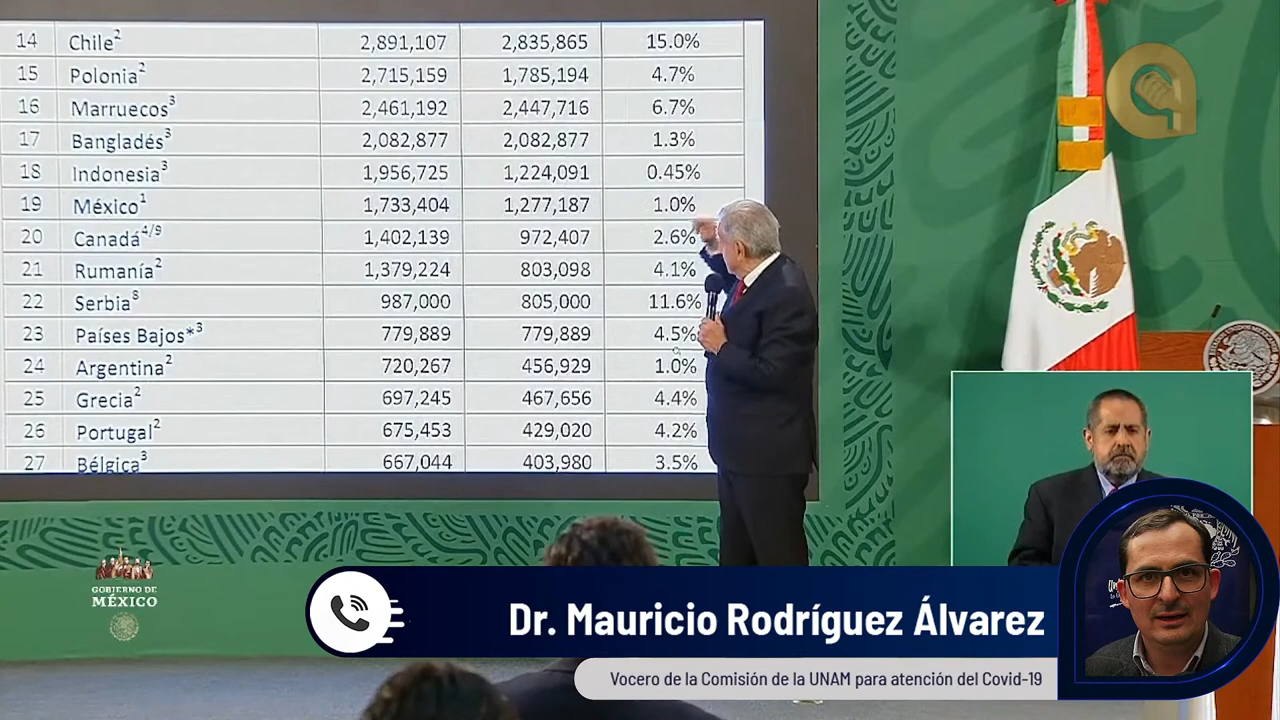 14 Chile² 2,891,107 2,835,865 15.0%
15 Polonia² 2,715,159 1,785,194 4.7%
16 Marruecos³ 2,461,192 2,447,716 6.7%
17 Bangladés³ 2,082,877 2,082,877 1.3%
18 Indonesia³ 1,956,725 1,224,091 0.45%
19 México¹ 1,733,404 1,277,187 1.0%
20 Canadá⁴/⁹ 1,402,139 972,407 2.6%
21 Rumanía² 1,379,224 803,098 4.1%
22 Serbia⁸ 987,000 805,000 11.6%
23 Países Bajos*³ 779,889 779,889 4.5%
24 Argentina² 720,267 456,929 1.0%
25 Grecia² 697,245 467,656 4.4%
26 Portugal² 675,453 429,020 4.2%
27 Bélgica³ 667,044 403,980 3.5%
GOBIERNO DE
MÉXICO
Dr. Mauricio Rodríguez Álvarez
Vocero de la Comisión de la UNAM para atención del Covid-19